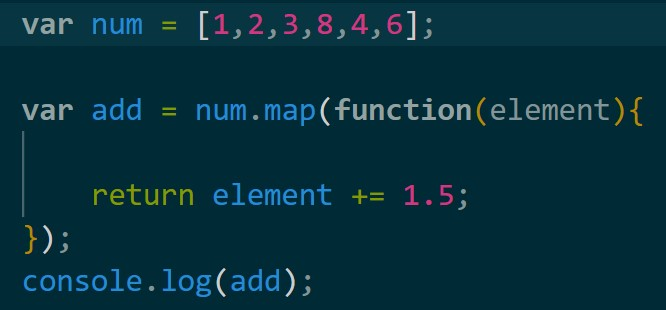 var num = [1,2,3,8,4,6];
var add = num.map(function(element){
return element += 1.5;
});
console.log(add);